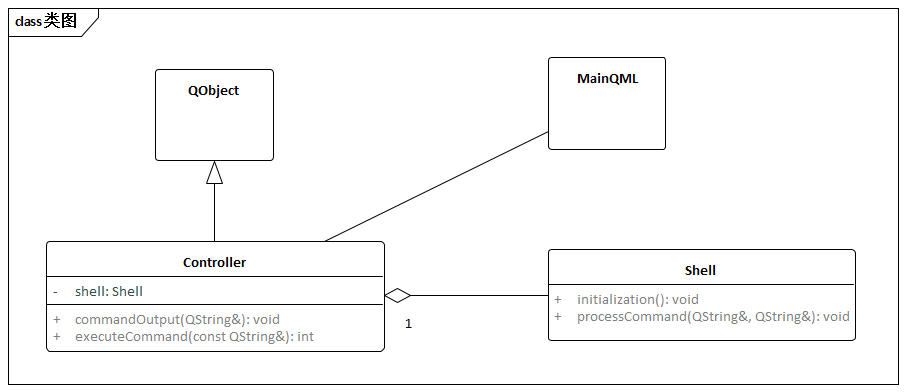 class 类图
QObject
MainQML
Controller
- shell: Shell
+ commandOutput(QString&): void
+ executeCommand(const QString&): int
1
Shell
+ initialization(): void
+ processCommand(QString&, QString&): void